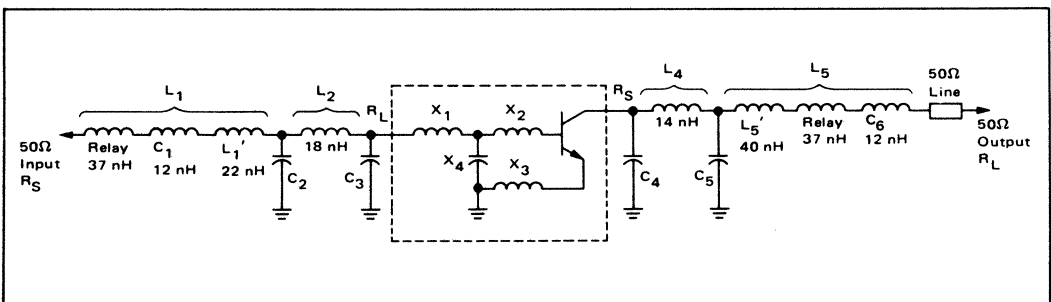 L1
L2
L4
L5
50Ω Line
RL
RS
X1
X2
X3
X4
50Ω Input RS
Relay 37 nH
C1 12 nH
L1' 22 nH
C2
18 nH
C3
C4
14 nH
C5
L5' 40 nH
Relay 37 nH
C6 12 nH
50Ω Output RL